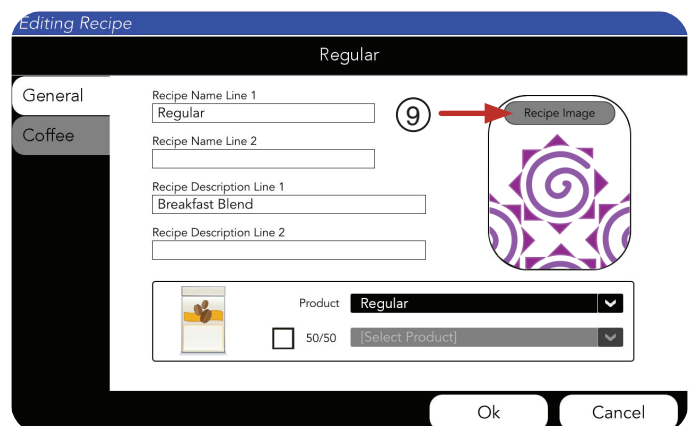 Editing Recipe
Regular
General
Coffee
Recipe Name Line 1
Regular
Recipe Name Line 2
Recipe Description Line 1
Breakfast Blend
Recipe Description Line 2
9
Recipe Image
Product Regular
50/50 [Select Product]
Ok Cancel